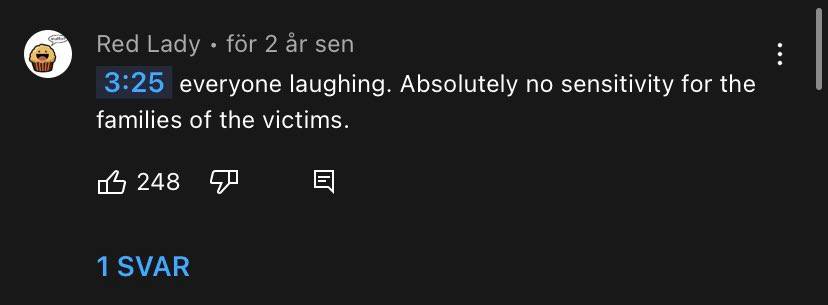 Red Lady • för 2 år sen
3:25 everyone laughing. Absolutely no sensitivity for the
families of the victims.
248
1 SVAR